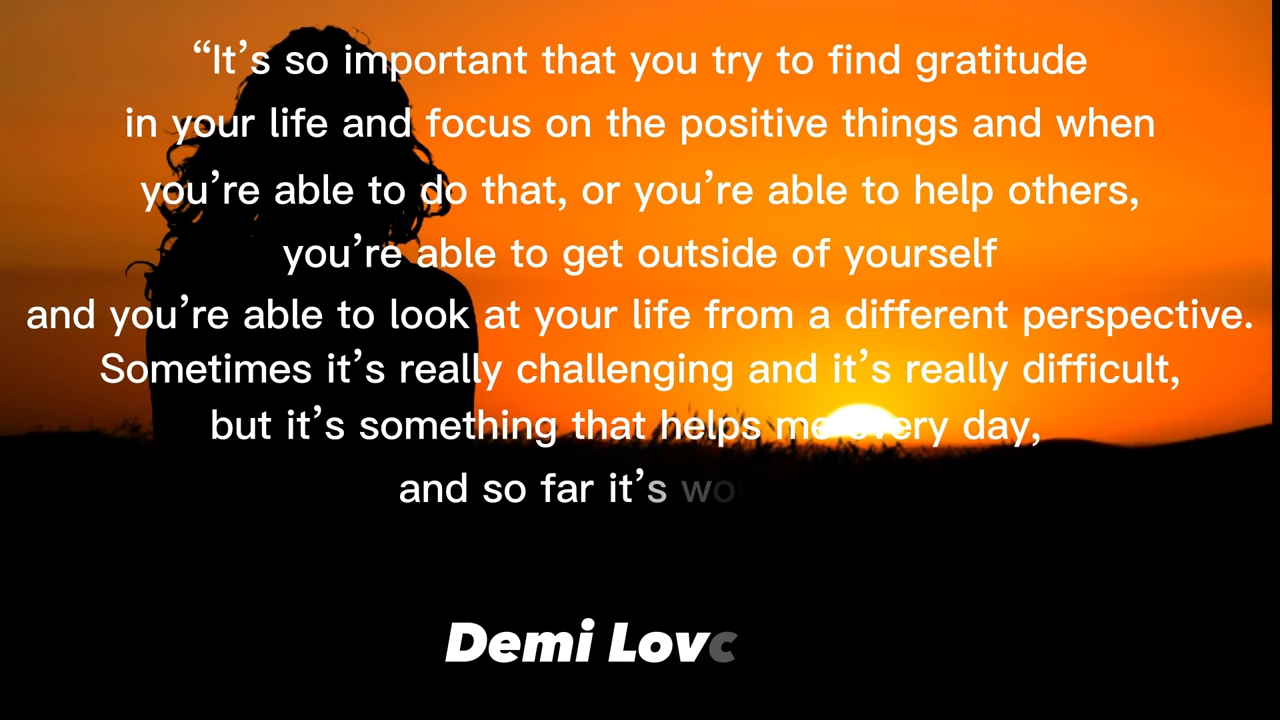 “It’s so important that you try to find gratitude
in your life and focus on the positive things and when
you’re able to do that, or you’re able to help others,
you’re able to get outside of yourself
and you’re able to look at your life from a different perspective.
Sometimes it’s really challenging and it’s really difficult,
but it’s something that helps me every day,
and so far it’s
Demi